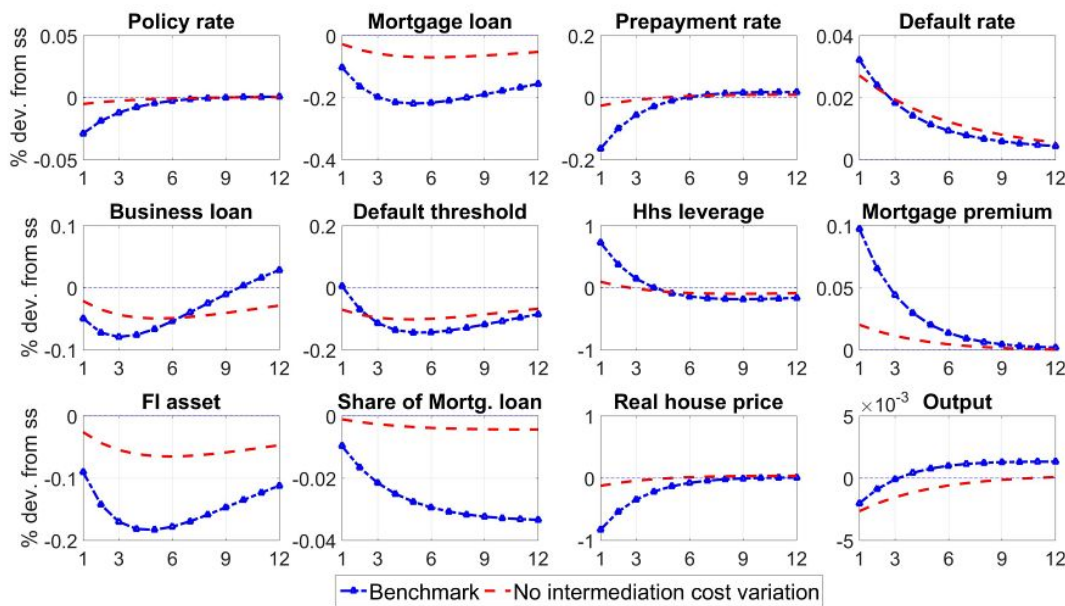 Policy rate
Mortgage loan
Prepayment rate
Default rate
% dev. from ss
0.05
0
-0.05
1 3 6 9 12
0
-0.2
-0.4
1 3 6 9 12
0.2
0
-0.2
1 3 6 9 12
0.04
0.02
0
1 3 6 9 12
Business loan
Default threshold
Hhs leverage
Mortgage premium
% dev. from ss
0.1
0
-0.1
1 3 6 9 12
0.2
0
-0.2
1 3 6 9 12
1
0
-1
1 3 6 9 12
0.1
0.05
0
1 3 6 9 12
FI asset
Share of Mortg. loan
Real house price
Output
% dev. from ss
0
-0.1
-0.2
1 3 6 9 12
0
-0.02
-0.04
1 3 6 9 12
1
0
-1
1 3 6 9 12
×10⁻³
5
0
-5
1 3 6 9 12
Benchmark
No intermediation cost variation